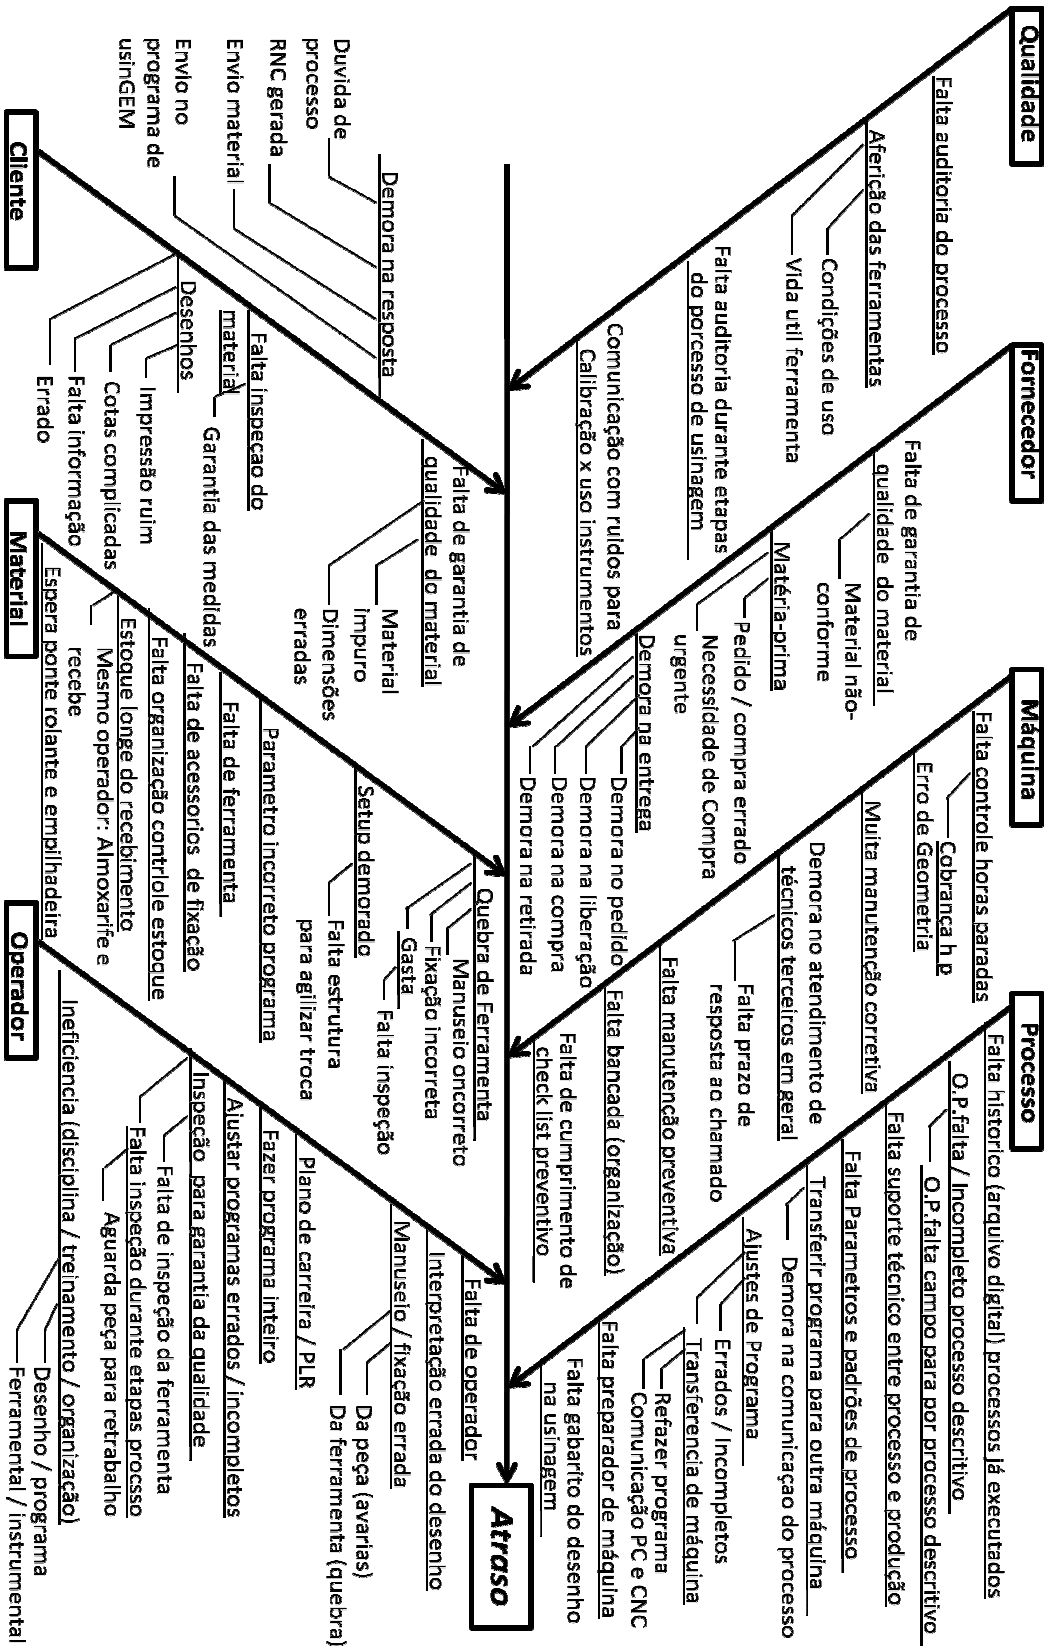 Qualidade
Falta auditoria do processo
Aferição das ferramentas
Condições de uso
Vida util ferramenta
Falta auditoria durante etapas
do porcesso de usinagem
Comunicação com ruídos para
Calibração x uso instrumentos
Fornecedor
Falta de garantia de
qualidade do material
Material não-
conforme
Matéria-prima
Pedido / compra errado
Necessidade de Compra
urgente
Demora na entrega
Demora no pedido
Demora na liberação
Demora na compra
Demora na retirada
Máquina
Falta controle horas paradas
Cobrança h p
Erro de Geometria
Muita manutenção corretiva
Demora no atendimento de
técnicos terceiros em geral
Falta prazo de
resposta ao chamado
Falta manutenção preventiva
Falta bancada (organização)
Falta de cumprimento de
check list preventivo
Processo
Falta historico (arquivo digital) processos já executados
O.P.falta / Incompleto processo descritivo
O.P.falta campo para por processo descritivo
Falta suporte técnico entre processo e produção
Falta Parametros e padrões de processo
Transferir programa para outra máquina
Demora na comunicaçao do processo
Ajustes de Programa
Errados / Incompletos
Transferencia de máquina
Refazer programa
Comunicação PC e CNC
Falta preparador de máquina
Falta gabarito do desenho
na usinagem
Atraso
Cliente
Demora na resposta
Duvida de
processo
RNC gerada
Envio material
Envio no
programa de
usinGEM
Desenhos
Impressão ruim
Cotas complicadas
Falta informação
Errado
Falta inspeçao do
material
Garantia das medidas
Material
Falta de garantia de
qualidade do material
Material
impuro
Dimensões
erradas
Quebra de Ferramenta
Manuseio oncorreto
Fixação incorreta
Gasta
Falta inspeção
Setup demorado
Falta estrutura
para agilizar troca
Parametro incorreto programa
Falta de ferramenta
Falta de acessorios de fixação
Falta organização contrlole estoque
Estoque longe do recebimento
Mesmo operador: Almoxarife e
recebe
Espera ponte rolante e empilhadeira
Operador
Falta de operador
Interpretação errada do desenho
Manuseio / fixação errada
Da peça (avarias)
Da ferramenta (quebra)
Plano de carreira / PLR
Fazer programa inteiro
Ajustar programas errados / incompletos
Inspeção para garantia da qualidade
Falta de inspeção da ferramenta
Falta inspeção durante etapas procsso
Aguarda peça para retrabalho
Ineficiencia (disciplina / treinamento / organização)
Desenho / programa
Ferramental / instrumental